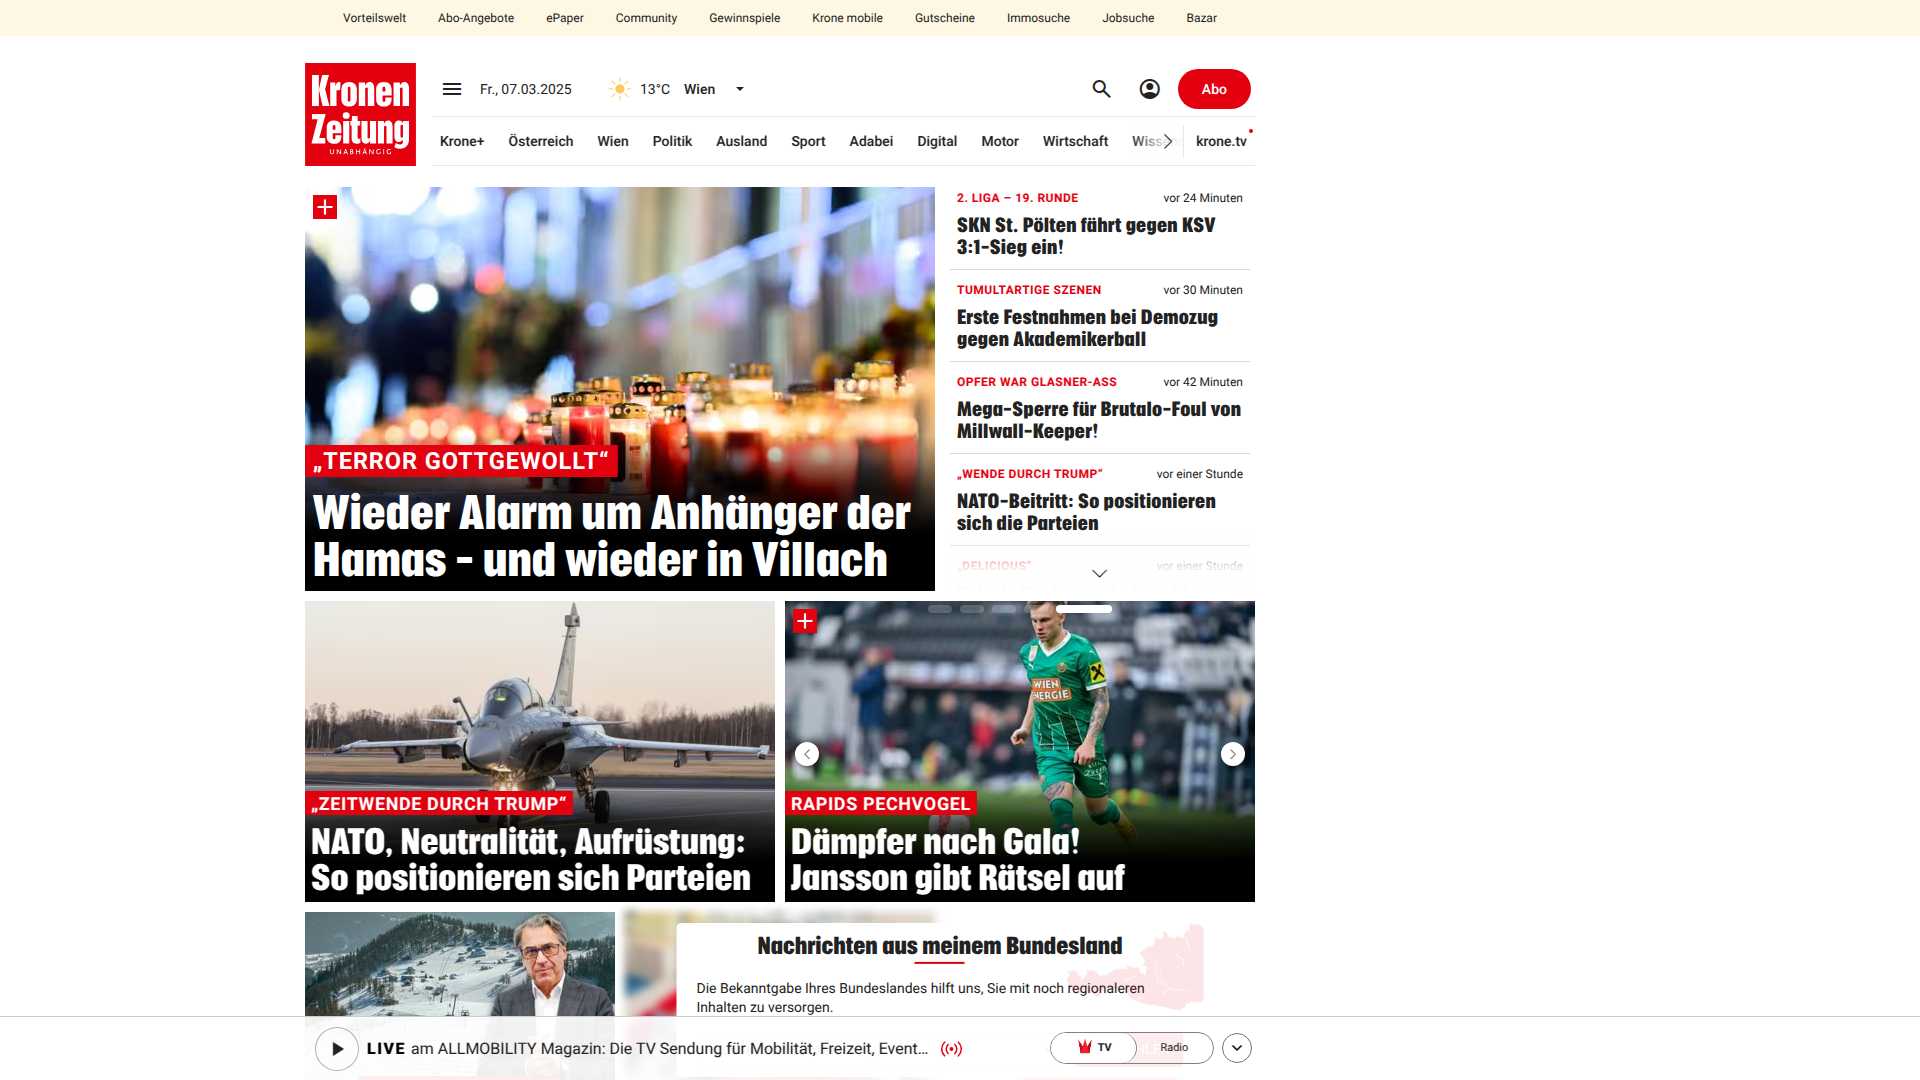 Vorteilswelt Abo-Angebote ePaper Community Gewinnspiele Krone mobile Gutscheine Immosuche Jobsuche Bazar
Kronen
Zeitung
UNABHÄNGIG
Fr., 07.03.2025 13°C Wien Abo
Krone+ Österreich Wien Politik Ausland Sport Adabei Digital Motor Wirtschaft krone.tv
„TERROR GOTTGEWOLLT“
Wieder Alarm um Anhänger der
Hamas – und wieder in Villach
2. LIGA – 19. RUNDE vor 24 Minuten
SKN St. Pölten fährt gegen KSV
3:1-Sieg ein!
TUMULTARTIGE SZENEN vor 30 Minuten
Erste Festnahmen bei Demozug
gegen Akademikerball
OPFER WAR GLASNER-ASS vor 42 Minuten
Mega-Sperre für Brutalo-Foul von
Millwall-Keeper!
„WENDE DURCH TRUMP“ vor einer Stunde
NATO-Beitritt: So positionieren
sich die Parteien
„DELICIOUS“ vor einer Stunde
„ZEITWENDE DURCH TRUMP“
NATO, Neutralität, Aufrüstung:
So positionieren sich Parteien
WIEN
ENERGIE
RAPIDS PECHVOGEL
Dämpfer nach Gala!
Jansson gibt Rätsel auf
Nachrichten aus meinem Bundesland
Die Bekanntgabe Ihres Bundeslandes hilft uns, Sie mit noch regionaleren
Inhalten zu versorgen.
LIVE am ALLMOBILITY Magazin: Die TV Sendung für Mobilität, Freizeit, Event... TV Radio